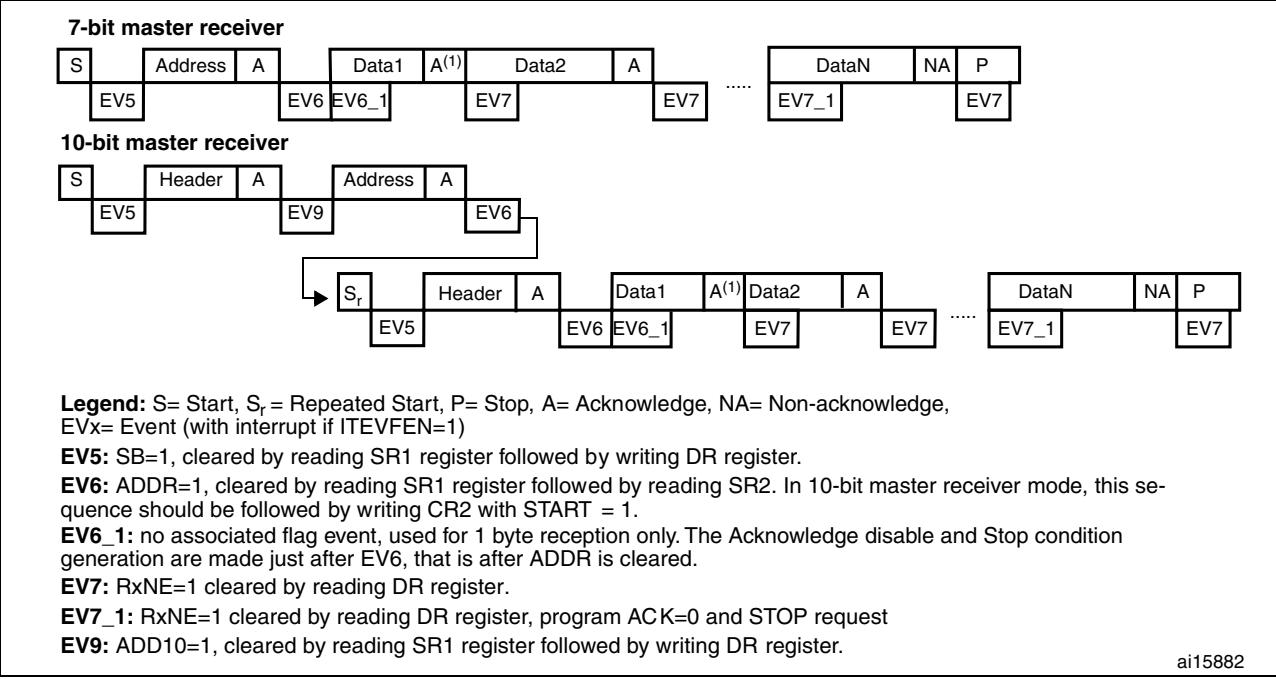 7-bit master receiver
S Address A Data1 A(1) Data2 A ..... DataN NA P
EV5 EV6 EV6_1 EV7 EV7 EV7_1 EV7
10-bit master receiver
S Header A Address A
EV5 EV9 EV6
Sr Header A Data1 A(1) Data2 A ..... DataN NA P
EV5 EV6 EV6_1 EV7 EV7 EV7_1 EV7
Legend: S= Start, Sr = Repeated Start, P= Stop, A= Acknowledge, NA= Non-acknowledge,
EVx= Event (with interrupt if ITEVFEN=1)
EV5: SB=1, cleared by reading SR1 register followed by writing DR register.
EV6: ADDR=1, cleared by reading SR1 register followed by reading SR2. In 10-bit master receiver mode, this se-
quence should be followed by writing CR2 with START = 1.
EV6_1: no associated flag event, used for 1 byte reception only. The Acknowledge disable and Stop condition
generation are made just after EV6, that is after ADDR is cleared.
EV7: RxNE=1 cleared by reading DR register.
EV7_1: RxNE=1 cleared by reading DR register, program ACK=0 and STOP request
EV9: ADD10=1, cleared by reading SR1 register followed by writing DR register.
ai15882